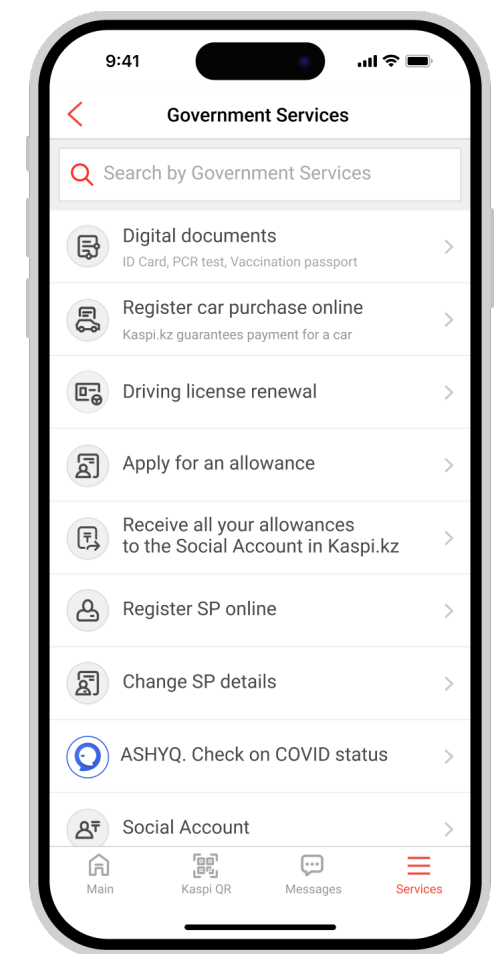 9:41
Government Services
Search by Government Services
Digital documents
ID Card, PCR test, Vaccination passport
Register car purchase online
Kaspi.kz guarantees payment for a car
Driving license renewal
Apply for an allowance
Receive all your allowances
to the Social Account in Kaspi.kz
Register SP online
Change SP details
ASHYQ. Check on COVID status
Social Account
Main
Kaspi QR
Messages
Services